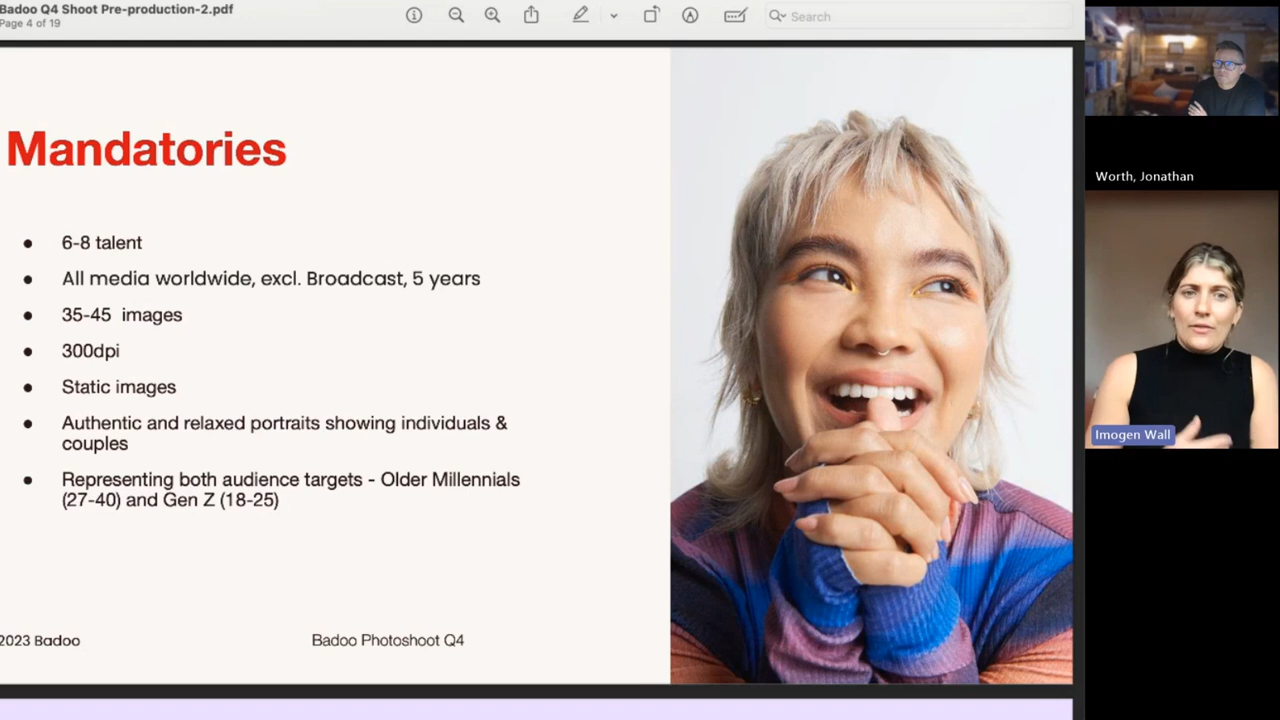 Badoo Q4 Shoot Pre-production-2.pdf
Page 4 of 19
Search
Mandatories
● 6-8 talent
● All media worldwide, excl. Broadcast, 5 years
● 35-45 images
● 300dpi
● Static images
● Authentic and relaxed portraits showing individuals &
couples
● Representing both audience targets - Older Millennials
(27-40) and Gen Z (18-25)
2023 Badoo
Badoo Photoshoot Q4
Worth, Jonathan
Imogen Wall